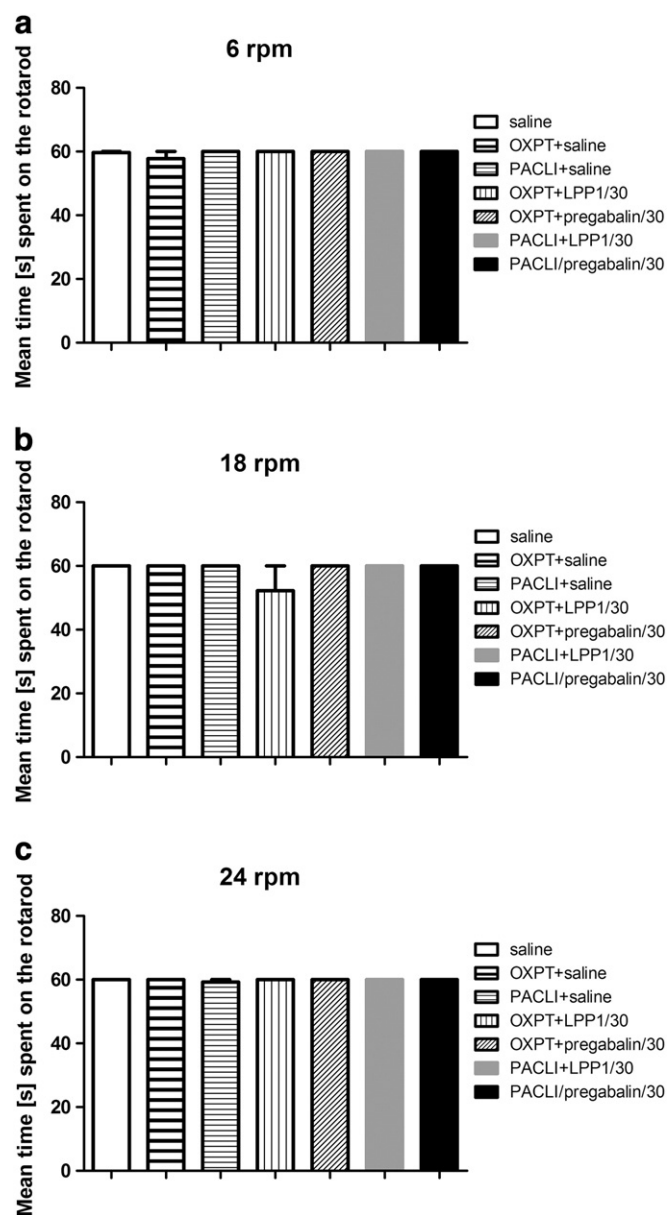 a
6 rpm
Mean time [s] spent on the rotarod
80
60
40
20
0
saline
OXPT+saline
PACLI+saline
OXPT+LPP1/30
OXPT+pregabalin/30
PACLI+LPP1/30
PACLI/pregabalin/30
b
18 rpm
Mean time [s] spent on the rotarod
80
60
40
20
0
saline
OXPT+saline
PACLI+saline
OXPT+LPP1/30
OXPT+pregabalin/30
PACLI+LPP1/30
PACLI/pregabalin/30
c
24 rpm
Mean time [s] spent on the rotarod
80
60
40
20
0
saline
OXPT+saline
PACLI+saline
OXPT+LPP1/30
OXPT+pregabalin/30
PACLI+LPP1/30
PACLI/pregabalin/30